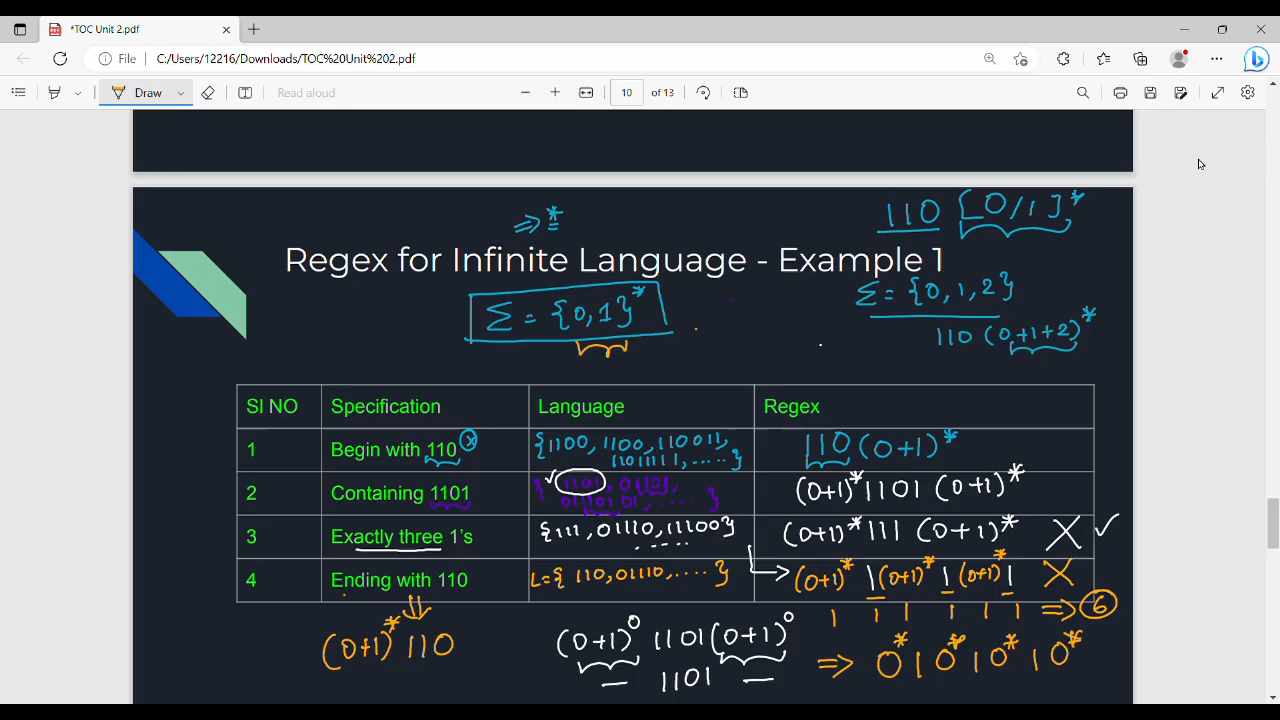 *TOC Unit 2.pdf
File C:/Users/12216/Downloads/TOC%20Unit%202.pdf
Draw Read aloud 10 of 13
⇒ *
110 [0/1]*
Regex for Infinite Language - Example 1
Σ = {0,1}*
Σ = {0,1,2}
110 (0+1+2)*
Sl NO Specification Language Regex
1 Begin with 110 x {1100, 1100, 110011, 1101111, .....} 110 (0+1)*
2 Containing 1101 {1101, 01101, 01110101, ....} (0+1)* 1101 (0+1)*
3 Exactly three 1's {111, 01110, 11100} ..... (0+1)* 111 (0+1)* X ✓
4 Ending with 110 L={ 110, 01110, .... } → (0+1)* 1 (0+1)* 1 (0+1)* 1 X
1 1 1 1 1 1 ⇒ 6
(0+1)* 110
(0+1)⁰ 1101 (0+1)⁰
⇒ 0* 1 0* 1 0* 1 0*
— 1101 —